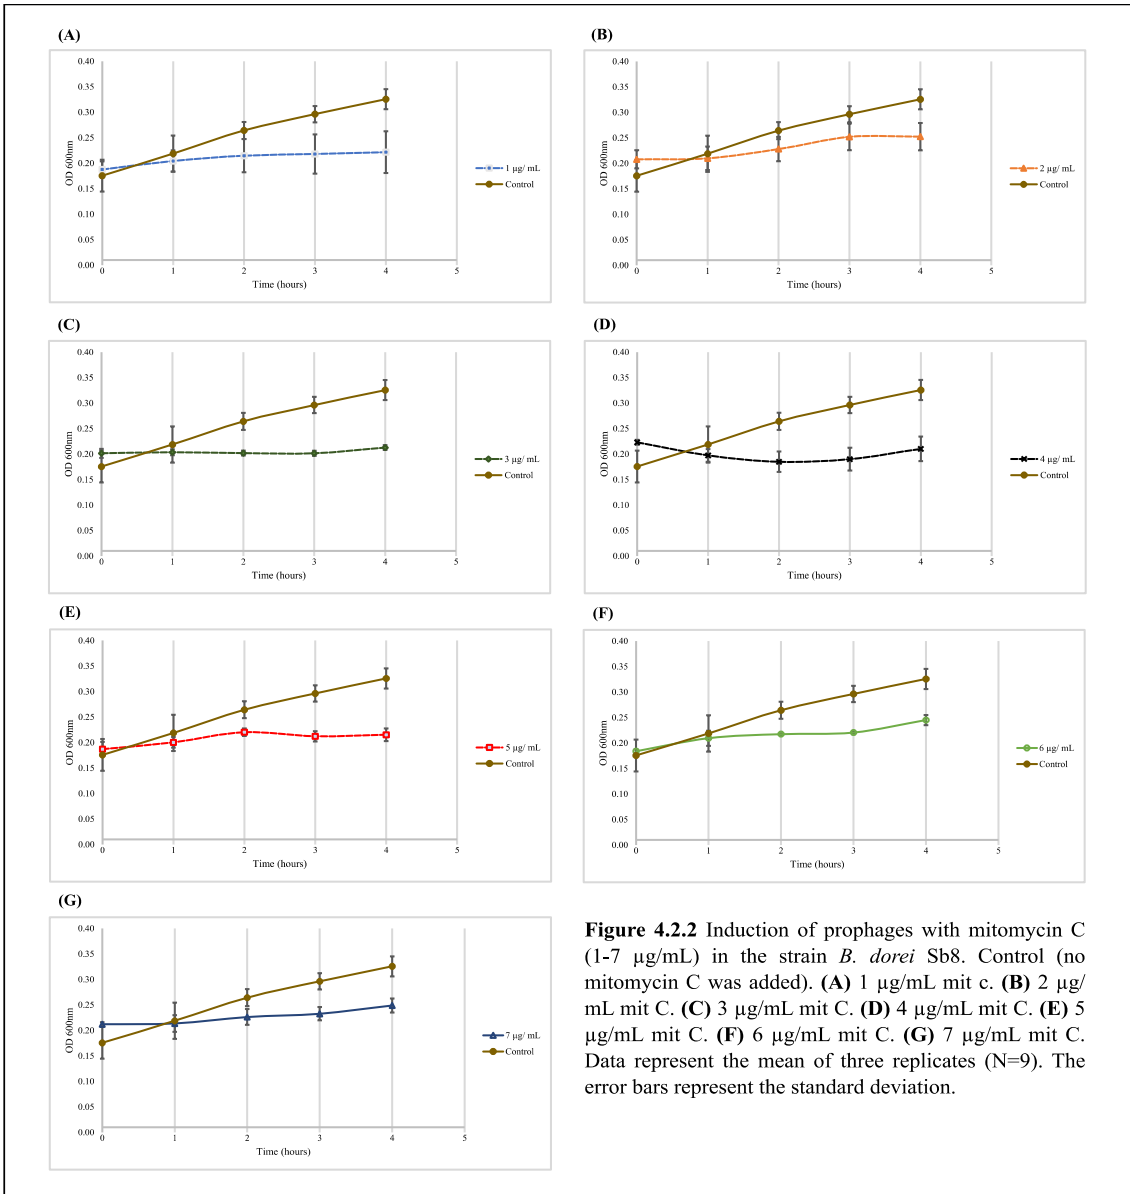 (A)
0.40
0.35
0.30
0.25
0.20
0.15
0.10
0.05
0.00
OD 600nm
0 1 2 3 4 5
Time (hours)
1 µg/ mL
Control
(B)
0.40
0.35
0.30
0.25
0.20
0.15
0.10
0.05
0.00
OD 600nm
0 1 2 3 4 5
Time (hours)
2 µg/ mL
Control
(C)
0.40
0.35
0.30
0.25
0.20
0.15
0.10
0.05
0.00
OD 600nm
0 1 2 3 4 5
Time (hours)
3 µg/ mL
Control
(D)
0.40
0.35
0.30
0.25
0.20
0.15
0.10
0.05
0.00
OD 600nm
0 1 2 3 4 5
Time (hours)
4 µg/ mL
Control
(E)
0.40
0.35
0.30
0.25
0.20
0.15
0.10
0.05
0.00
OD 600nm
0 1 2 3 4 5
Time (hours)
5 µg/ mL
Control
(F)
0.40
0.35
0.30
0.25
0.20
0.15
0.10
0.05
0.00
OD 600nm
0 1 2 3 4 5
Time (hours)
6 µg/ mL
Control
(G)
0.40
0.35
0.30
0.25
0.20
0.15
0.10
0.05
0.00
OD 600nm
0 1 2 3 4 5
Time (hours)
7 µg/ mL
Control
Figure 4.2.2 Induction of prophages with mitomycin C
(1-7 µg/mL) in the strain B. dorei Sb8. Control (no
mitomycin C was added). (A) 1 µg/mL mit c. (B) 2 µg/
mL mit C. (C) 3 µg/mL mit C. (D) 4 µg/mL mit C. (E) 5
µg/mL mit C. (F) 6 µg/mL mit C. (G) 7 µg/mL mit C.
Data represent the mean of three replicates (N=9). The
error bars represent the standard deviation.